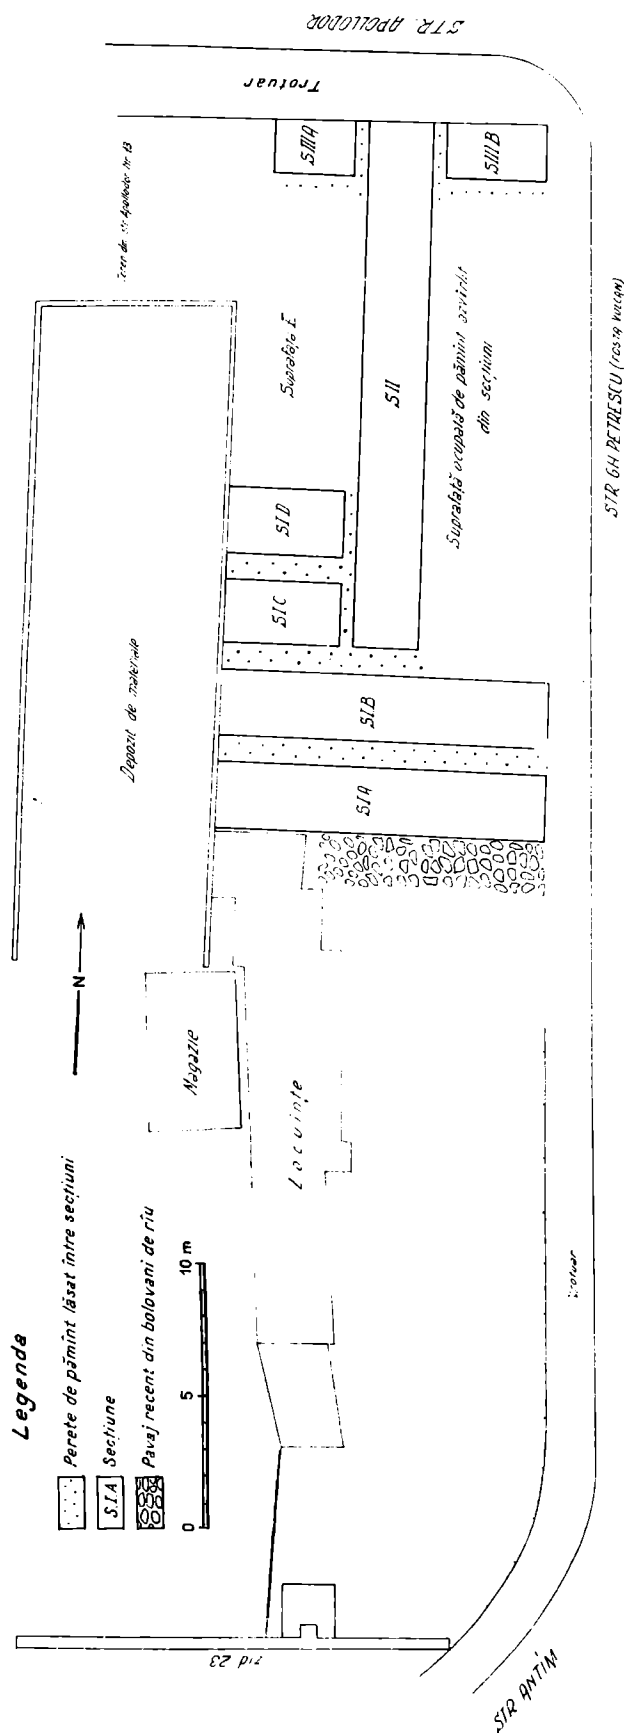 STR. APOLLODOR
Trotuar
S III A
S III B
Suprafața E
S II
Suprafață ocupată de pămînt azvîrlit
din secțiuni
STR GH PETRESCU (FOSTA VULCAN)
S I D
S I C
Depozit de materiale
S I B
S I A
N
Magazie
Locuințe
Legenda
Perete de pămînt lăsat între secțiuni
S.I.A
Secțiune
Pavaj recent din bolovani de rîu
0
5
10 m
Trotuar
zid 23
STR ANTIM